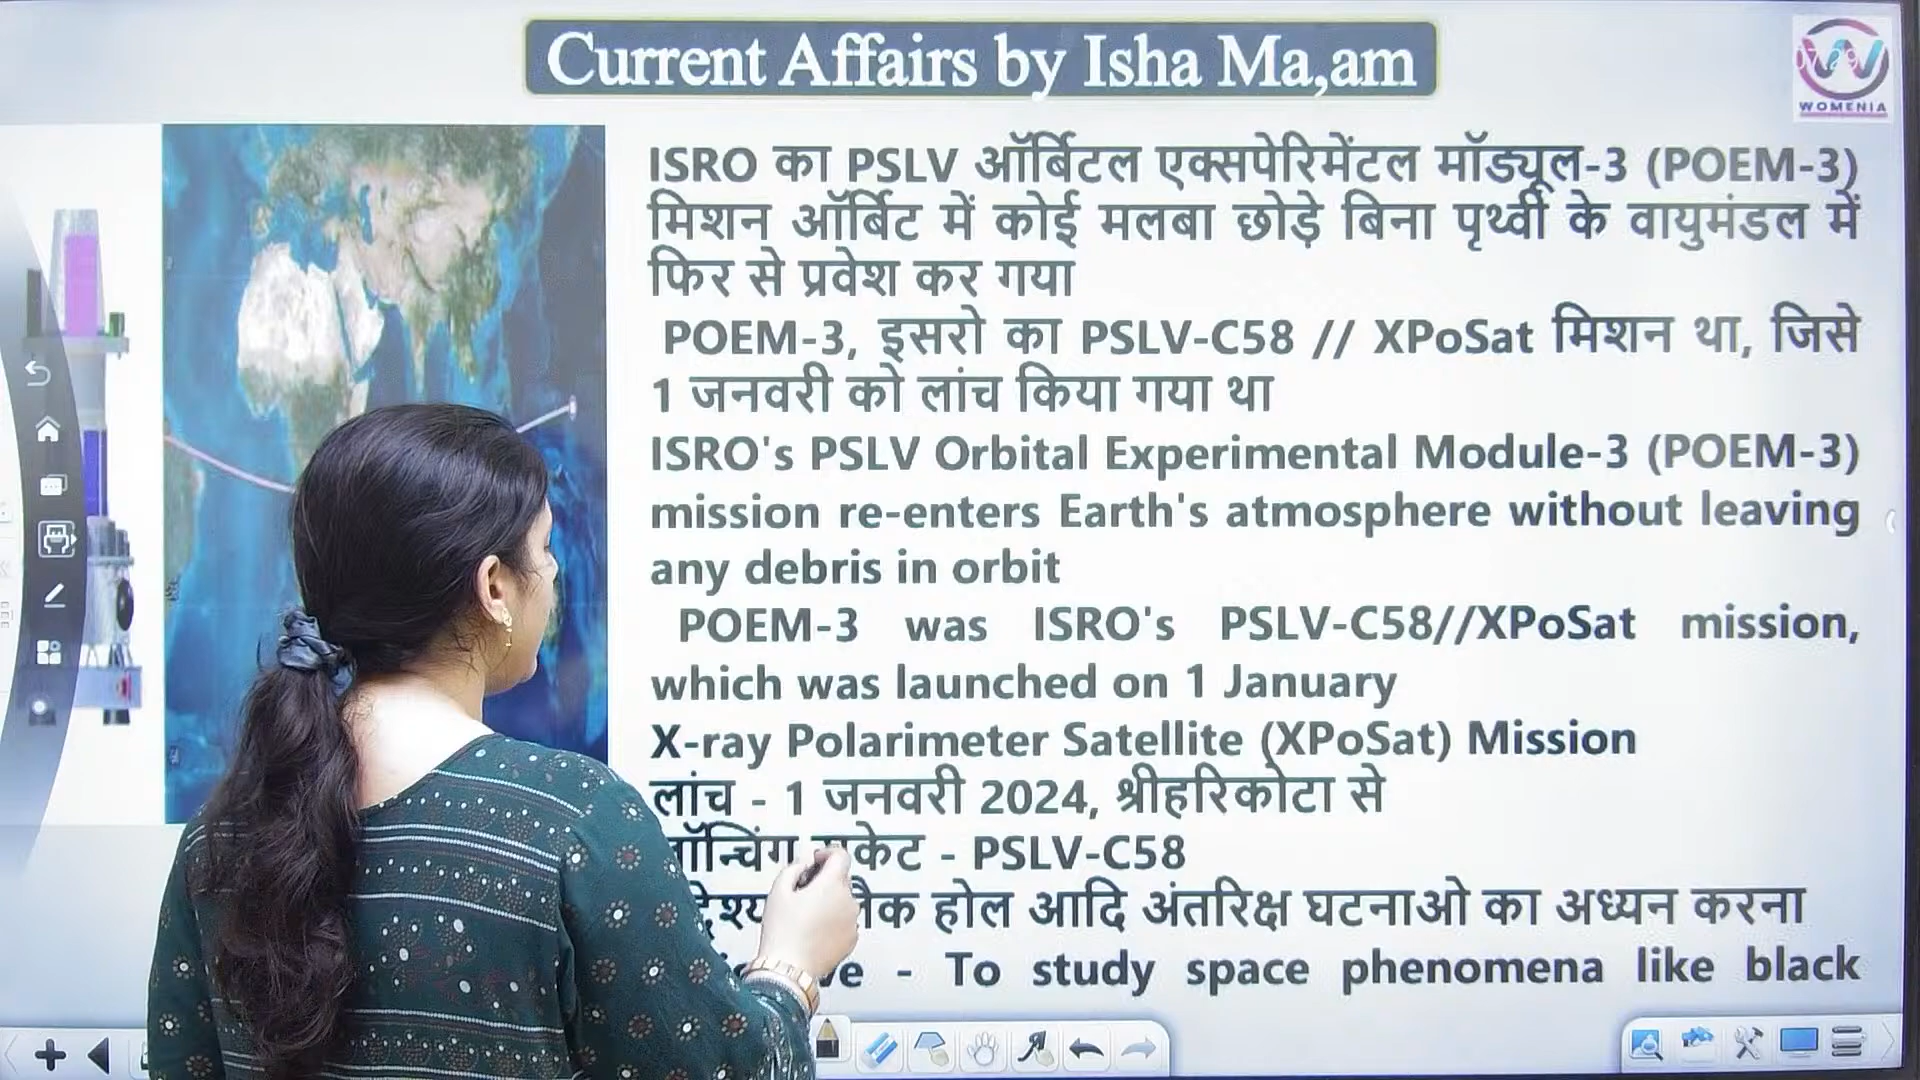 Current Affairs by Isha Ma,am
WOMENIA
ISRO का PSLV ऑर्बिटल एक्सपेरिमेंटल मॉड्यूल-3 (POEM-3)
मिशन ऑर्बिट में कोई मलबा छोड़े बिना पृथ्वी के वायुमंडल में
फिर से प्रवेश कर गया
POEM-3, इसरो का PSLV-C58 // XPoSat मिशन था, जिसे
1 जनवरी को लांच किया गया था
ISRO's PSLV Orbital Experimental Module-3 (POEM-3)
mission re-enters Earth's atmosphere without leaving
any debris in orbit
POEM-3 was ISRO's PSLV-C58//XPoSat mission,
which was launched on 1 January
X-ray Polarimeter Satellite (XPoSat) Mission
लांच - 1 जनवरी 2024, श्रीहरिकोटा से
- PSLV-C58
होल आदि अंतरिक्ष घटनाओ का अध्यन करना
- To study space phenomena like black